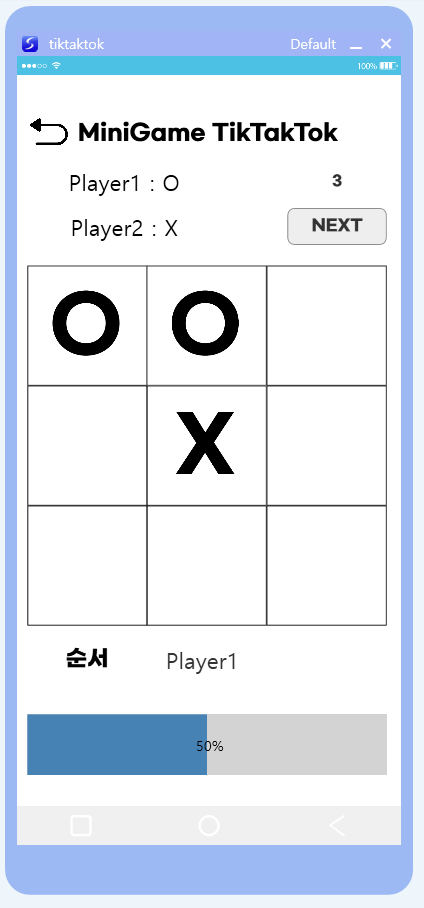 tiktaktok Default
100%
MiniGame TikTakTok
Player1 : O
3
Player2 : X
NEXT
O O
X
순서 Player1
50%